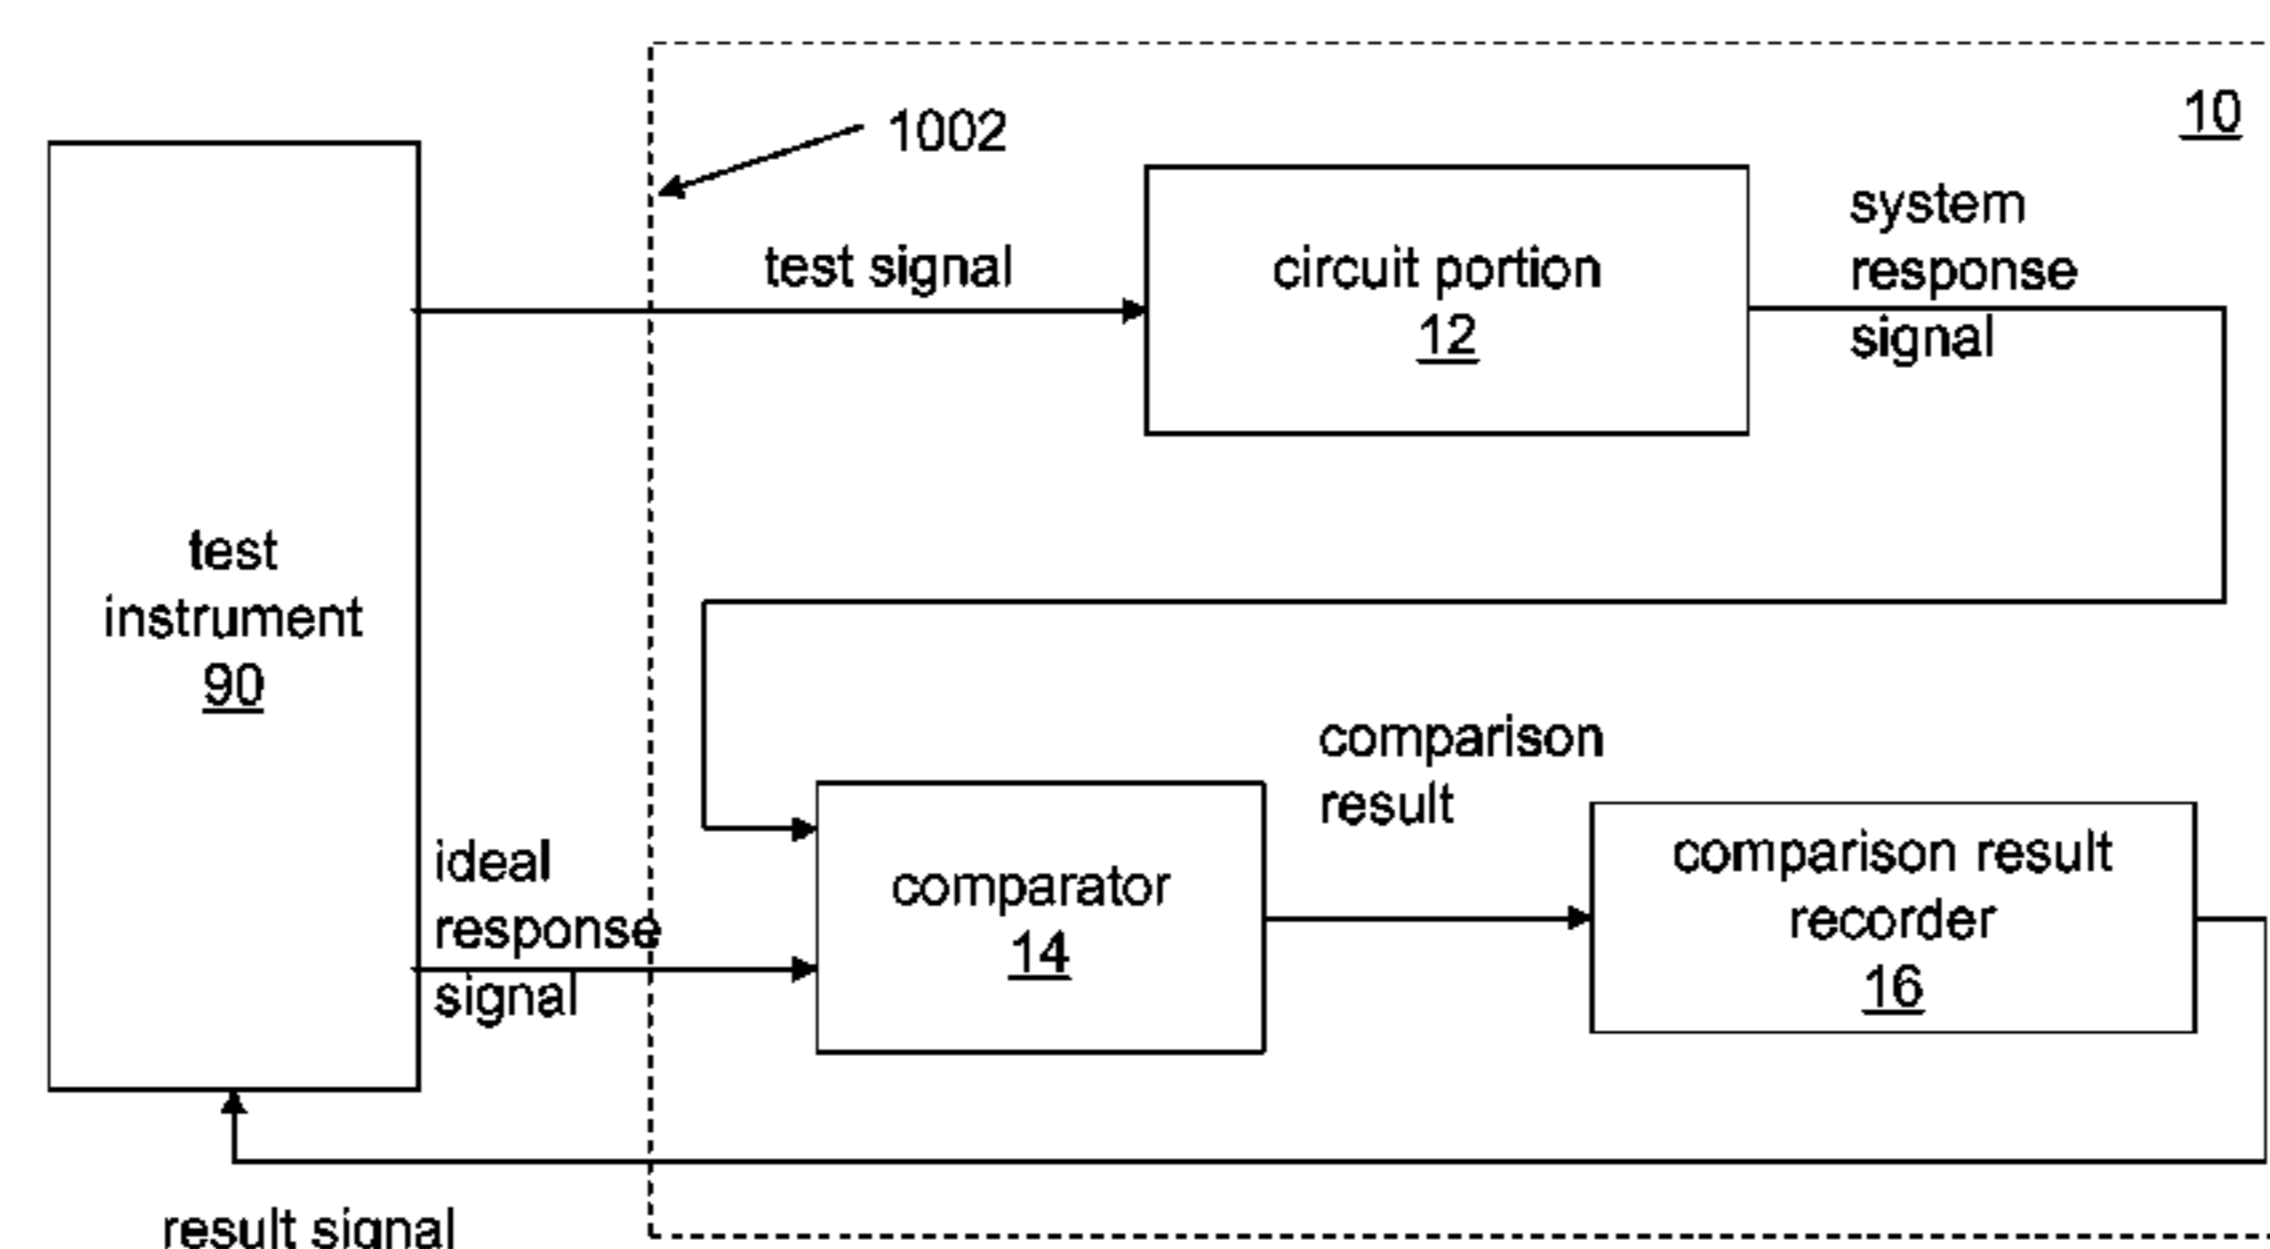 10
1002
system
response
signal
test signal
circuit portion
12
test
instrument
90
comparison
result
ideal
response
signal
comparator
14
comparison result
recorder
16
result signal